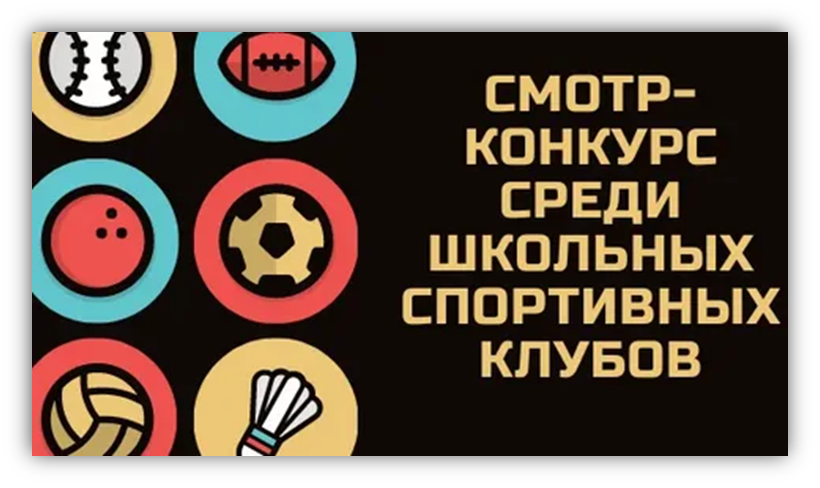 СМОТР-
КОНКУРС
СРЕДИ
ШКОЛЬНЫХ
СПОРТИВНЫХ
КЛУБОВ